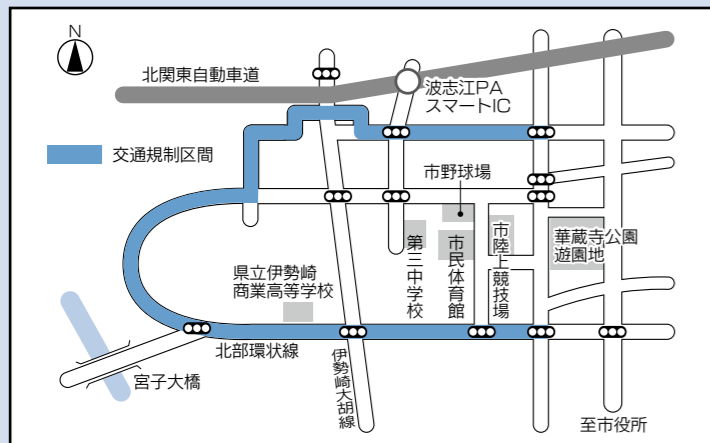 N
北関東自動車道
波志江PA
スマートIC
交通規制区間
市野球場
第三中学校
市民体育館
市陸上競技場
華蔵寺公園
遊園地
県立伊勢崎
商業高等学校
北部環状線
伊勢崎大胡線
宮子大橋
至市役所